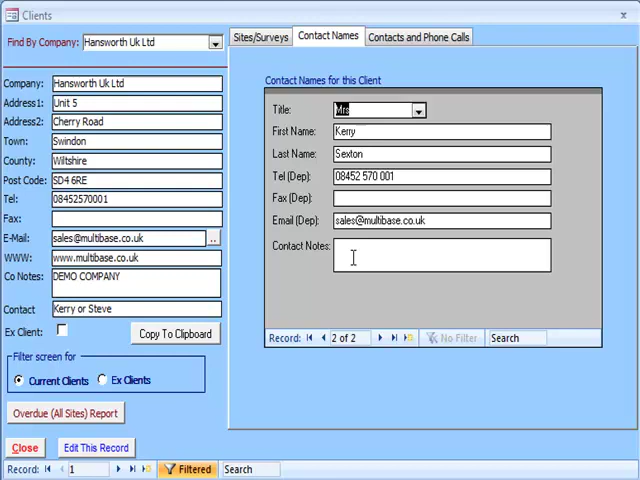 Clients
x
Find By Company: Hansworth Uk Ltd
Company: Hansworth Uk Ltd
Address1: Unit 5
Address2: Cherry Road
Town: Swindon
County: Wiltshire
Post Code: SD4 6RE
Tel: 08452570001
Fax:
E-Mail: sales@multibase.co.uk ..
WWW: www.multibase.co.uk
Co Notes: DEMO COMPANY
Contact Kerry or Steve
Ex Client:
Copy To Clipboard
Filter screen for
Current Clients Ex Clients
Overdue (All Sites) Report
Close Edit This Record
Record: 1 Filtered Search
Sites/Surveys Contact Names Contacts and Phone Calls
Contact Names for this Client
Title: Mrs
First Name: Kerry
Last Name: Sexton
Tel (Dep): 08452 570 001
Fax (Dep):
Email (Dep): sales@multibase.co.uk
Contact Notes:
Record: 2 of 2 No Filter Search